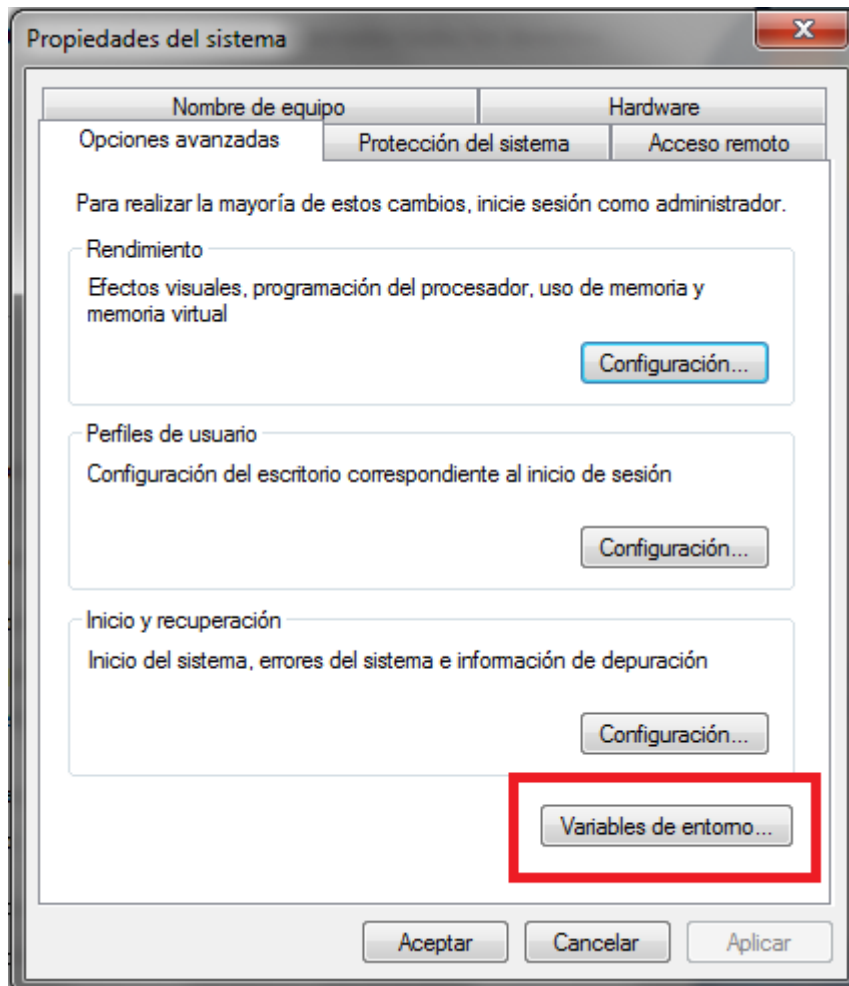 Propiedades del sistema
Nombre de equipo
Hardware
Opciones avanzadas
Protección del sistema
Acceso remoto
Para realizar la mayoría de estos cambios, inicie sesión como administrador.
Rendimiento
Efectos visuales, programación del procesador, uso de memoria y
memoria virtual
Configuración...
Perfiles de usuario
Configuración del escritorio correspondiente al inicio de sesión
Configuración...
Inicio y recuperación
Inicio del sistema, errores del sistema e información de depuración
Configuración...
Variables de entorno...
Aceptar
Cancelar
Aplicar